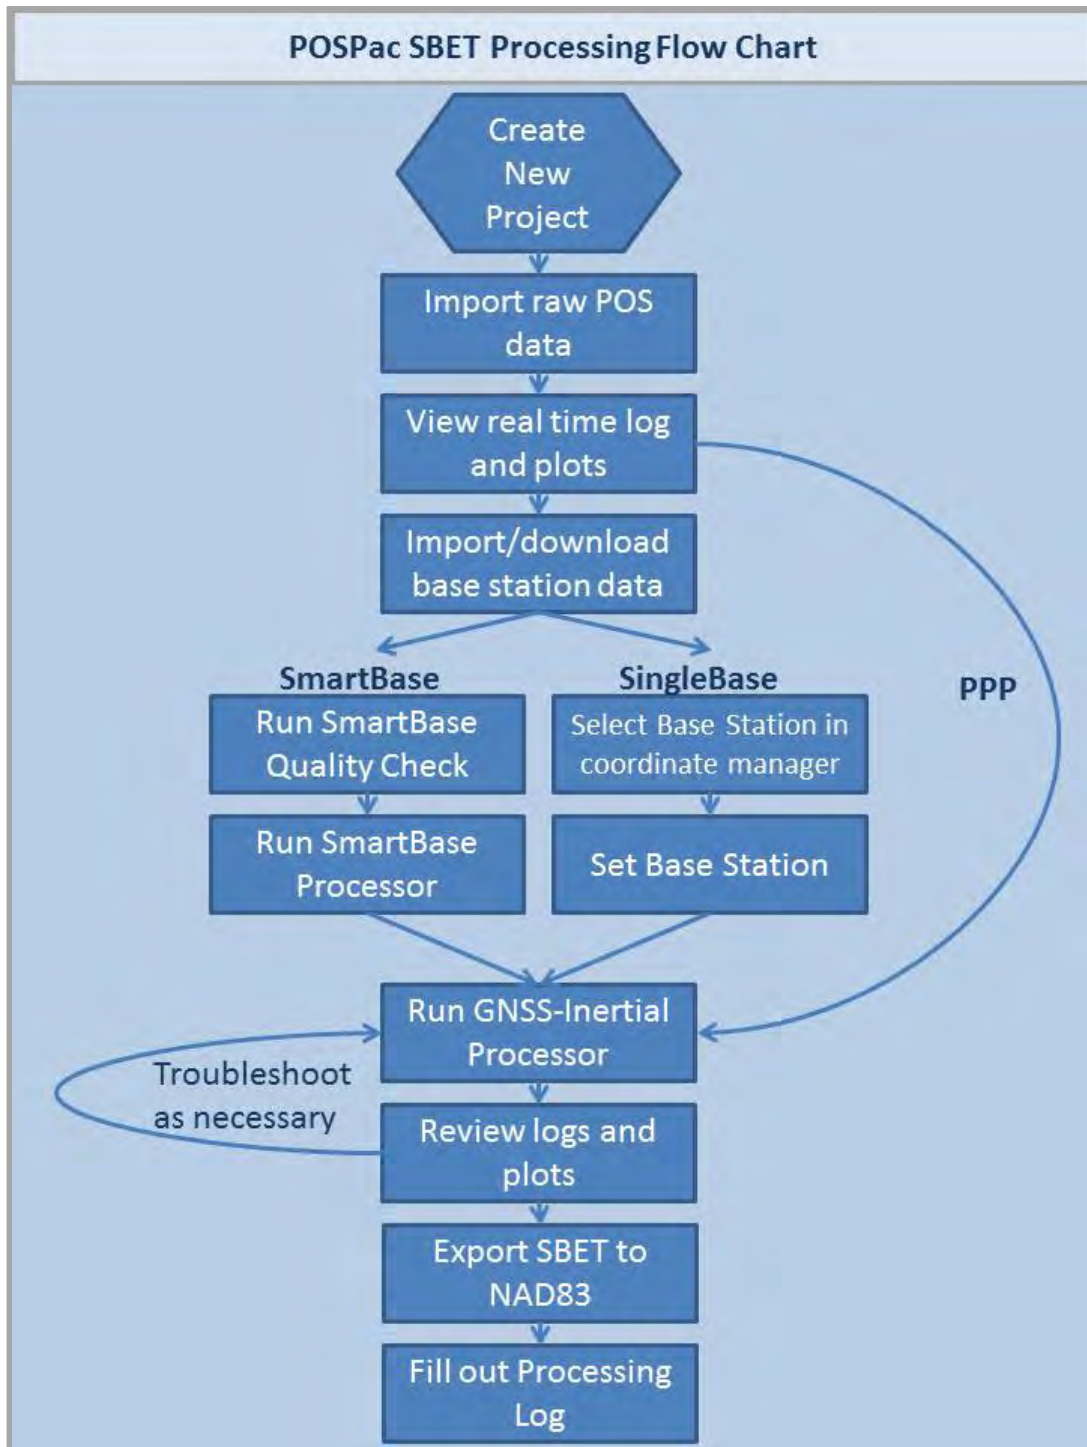 POSPac SBET Processing Flow Chart
Create
New
Project
Import raw POS
data
View real time log
and plots
Import/download
base station data
SmartBase
Run SmartBase
Quality Check
Run SmartBase
Processor
SingleBase
Select Base Station in
coordinate manager
Set Base Station
PPP
Run GNSS-Inertial
Processor
Troubleshoot
as necessary
Review logs and
plots
Export SBET to
NAD83
Fill out Processing
Log